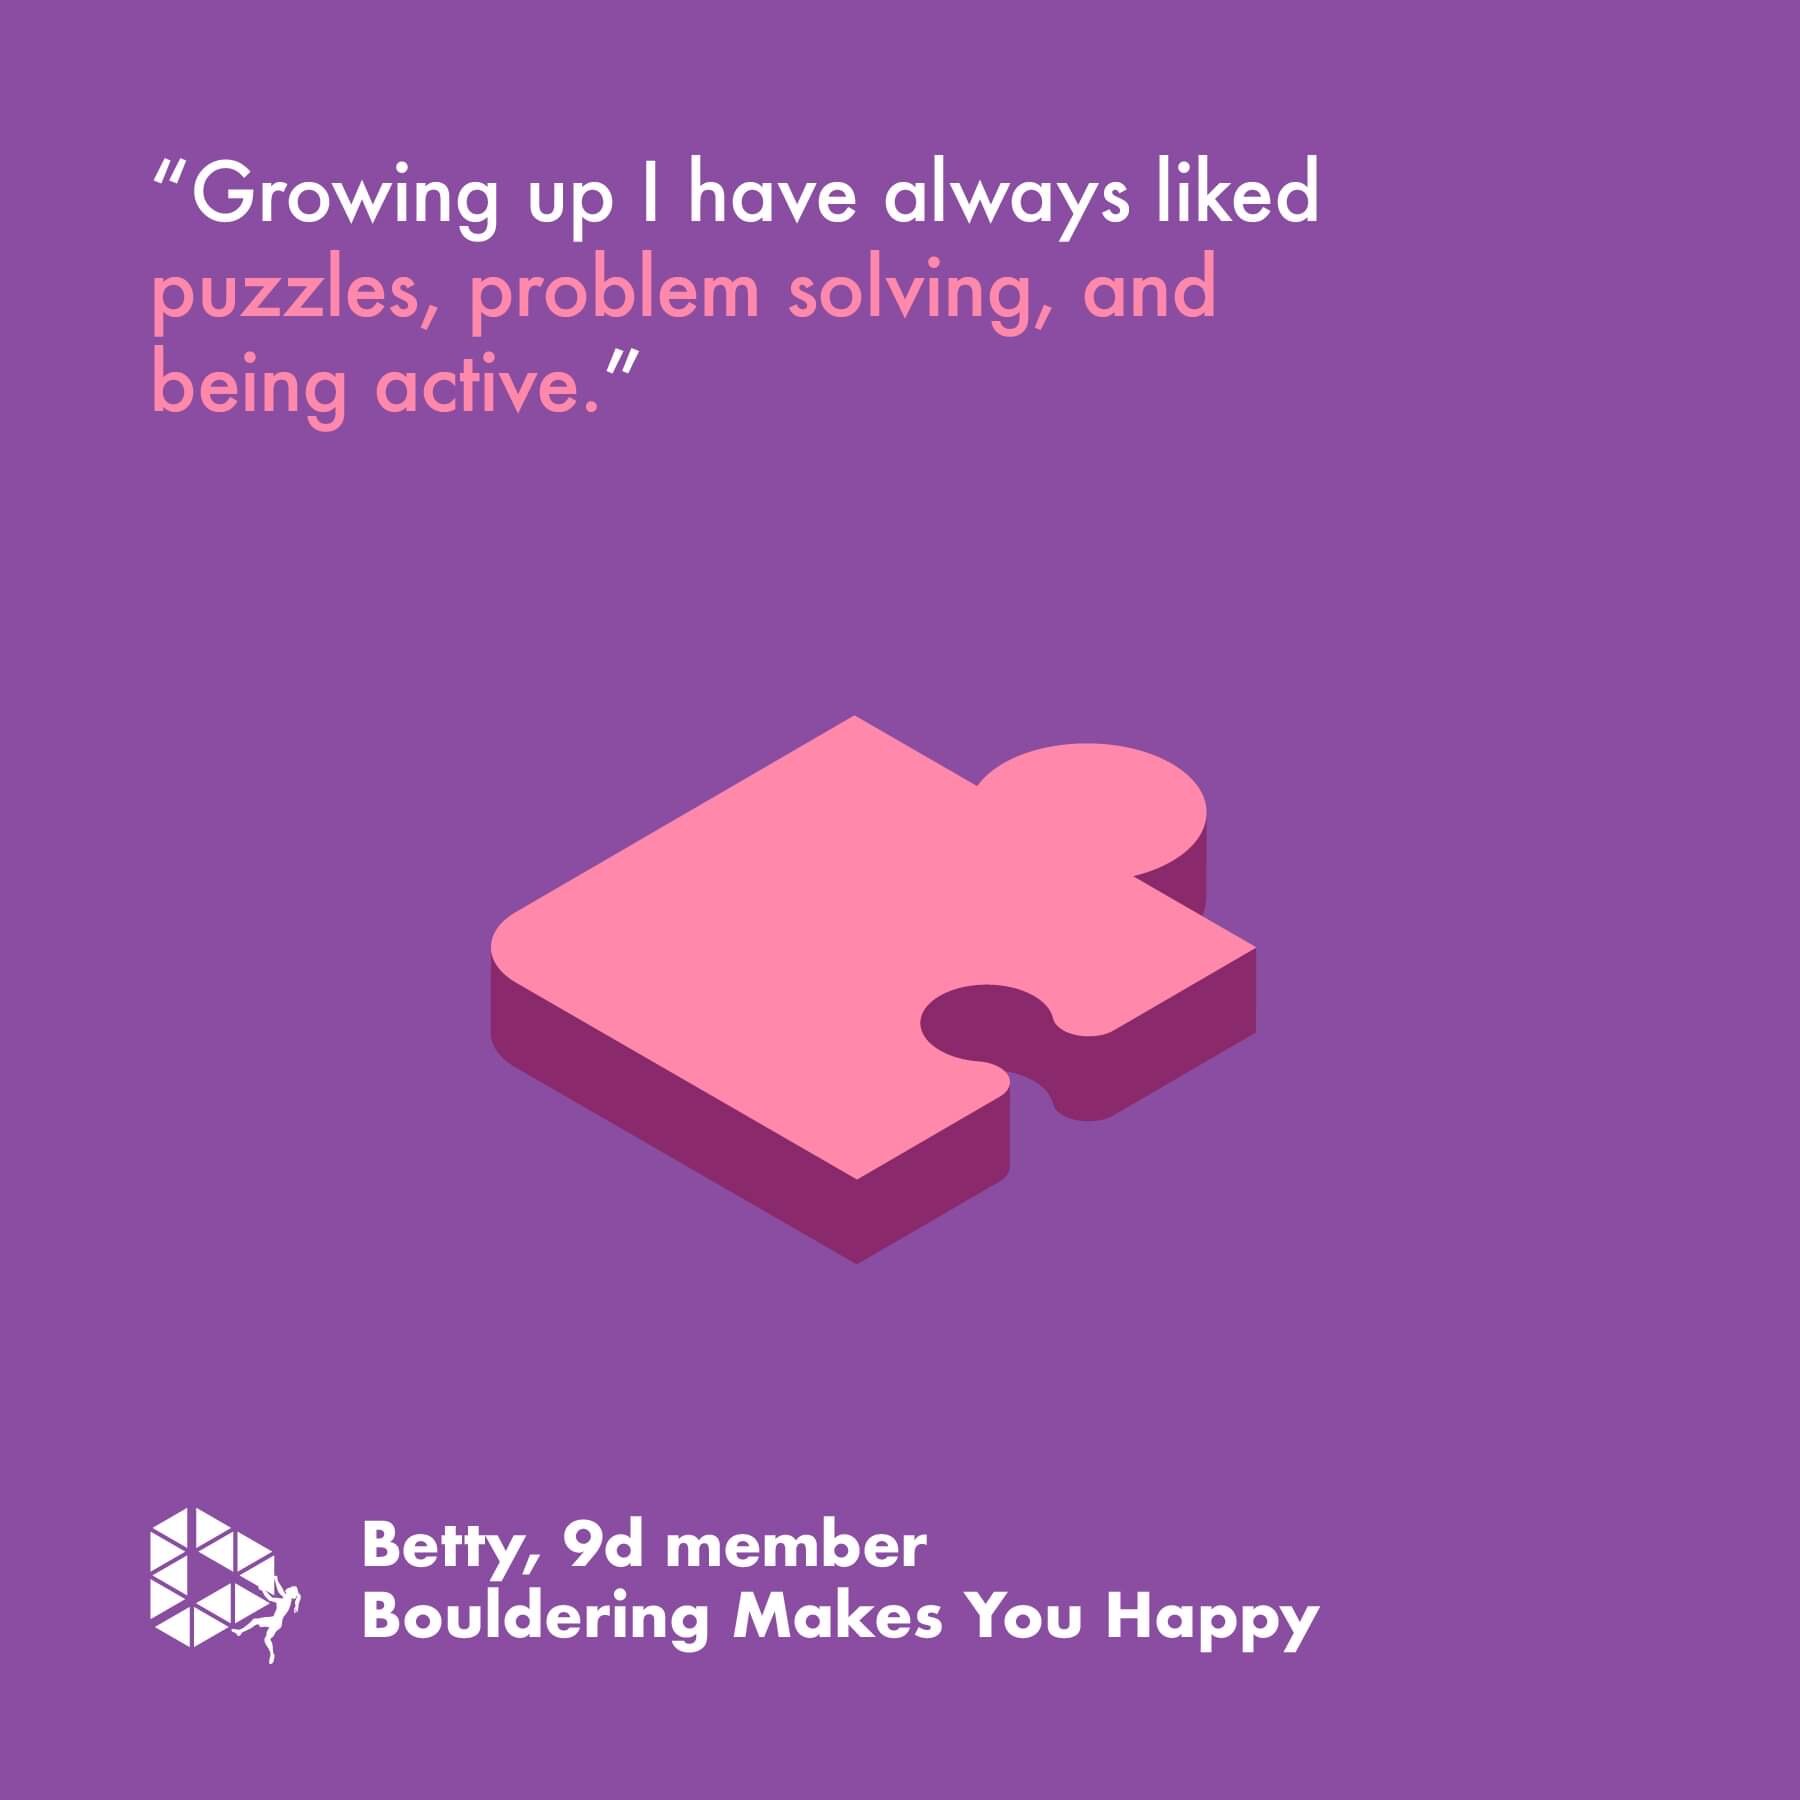 “Growing up I have always liked
puzzles, problem solving, and
being active.”
Betty, 9d member
Bouldering Makes You Happy